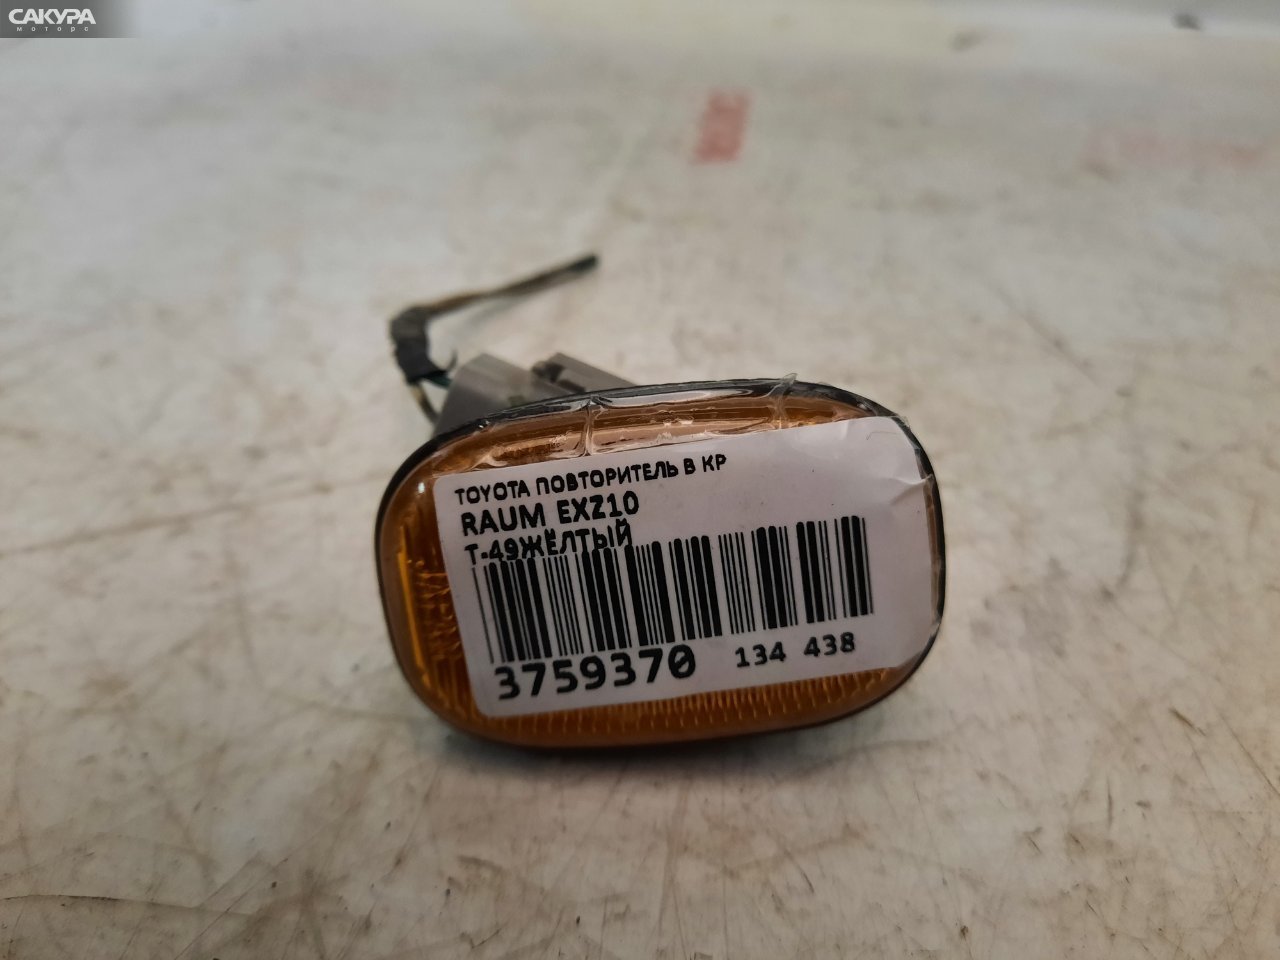 САКУРА
моторс
TOYOTA ПОВТОРИТЕЛЬ В КР
RAUM EXZ10
Т-49ЖЁЛТЫЙ
3759370 134 438